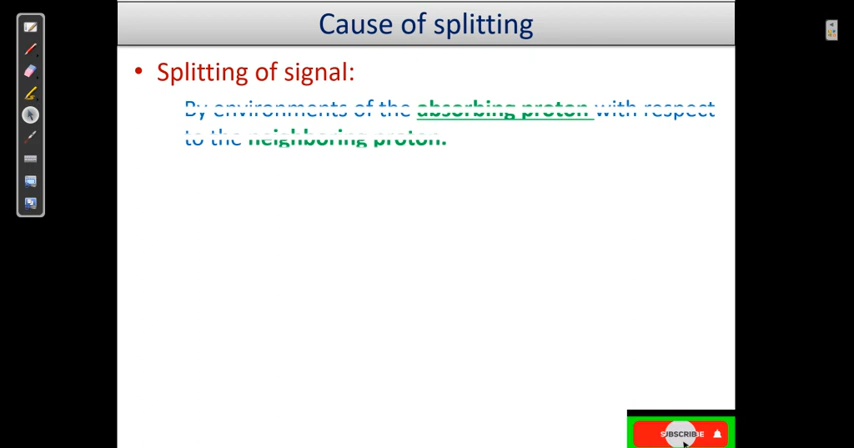 Cause of splitting
• Splitting of signal:
By environments of the absorbing proton with respect
to the neighboring proton.
SUBSCRIBE